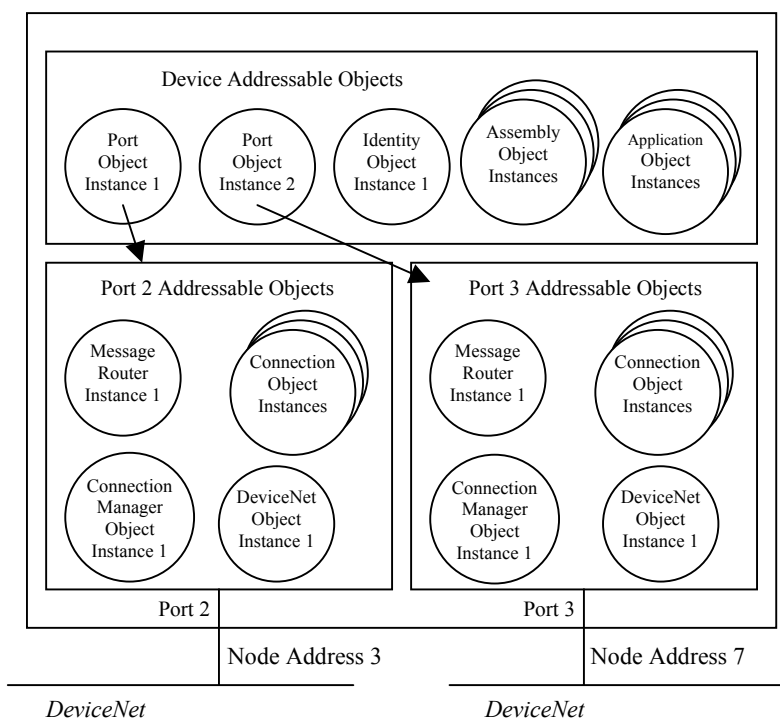 Device Addressable Objects
Port
Object
Instance 1
Port
Object
Instance 2
Identity
Object
Instance 1
Assembly
Object
Instances
Application
Object
Instances
Port 2 Addressable Objects
Message
Router
Instance 1
Connection
Object
Instances
Connection
Manager
Object
Instance 1
DeviceNet
Object
Instance 1
Port 2
Node Address 3
DeviceNet
Port 3 Addressable Objects
Message
Router
Instance 1
Connection
Object
Instances
Connection
Manager
Object
Instance 1
DeviceNet
Object
Instance 1
Port 3
Node Address 7
DeviceNet